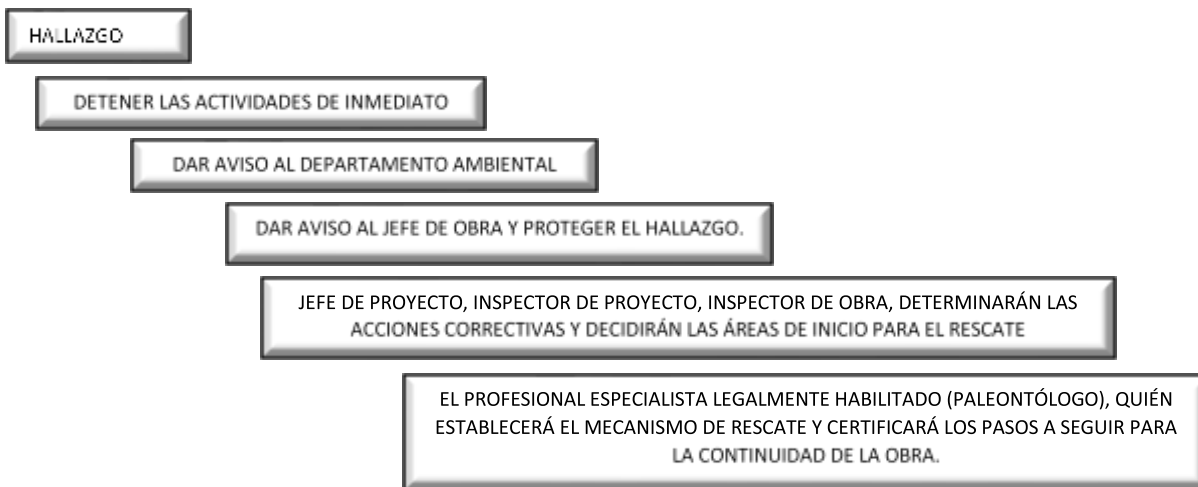 HALLAZGO
DETENER LAS ACTIVIDADES DE INMEDIATO
DAR AVISO AL DEPARTAMENTO AMBIENTAL
DAR AVISO AL JEFE DE OBRA Y PROTEGER EL HALLAZGO.
JEFE DE PROYECTO, INSPECTOR DE PROYECTO, INSPECTOR DE OBRA, DETERMINARÁN LAS
ACCIONES CORRECTIVAS Y DECIDIRÁN LAS ÁREAS DE INICIO PARA EL RESCATE
EL PROFESIONAL ESPECIALISTA LEGALMENTE HABILITADO (PALEONTÓLOGO), QUIÉN
ESTABLECERÁ EL MECANISMO DE RESCATE Y CERTIFICARÁ LOS PASOS A SEGUIR PARA
LA CONTINUIDAD DE LA OBRA.